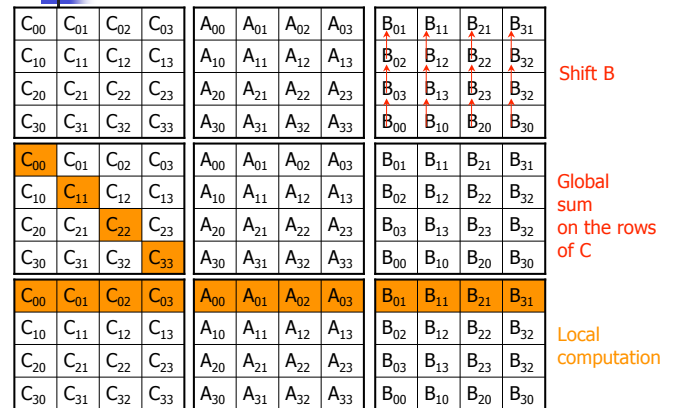 C00 C01 C02 C03 A00 A01 A02 A03 B01 B11 B21 B31
C10 C11 C12 C13 A10 A11 A12 A13 B02 B12 B22 B32
Shift B
C20 C21 C22 C23 A20 A21 A22 A23 B03 B13 B23 B32
C30 C31 C32 C33 A30 A31 A32 A33 B00 B10 B20 B30
C00 C01 C02 C03 A00 A01 A02 A03 B01 B11 B21 B31
C10 C11 C12 C13 A10 A11 A12 A13 B02 B12 B22 B32
C20 C21 C22 C23 A20 A21 A22 A23 B03 B13 B23 B32
C30 C31 C32 C33 A30 A31 A32 A33 B00 B10 B20 B30
Global
sum
on the rows
of C
C00 C01 C02 C03 A00 A01 A02 A03 B01 B11 B21 B31
C10 C11 C12 C13 A10 A11 A12 A13 B02 B12 B22 B32
C20 C21 C22 C23 A20 A21 A22 A23 B03 B13 B23 B32
C30 C31 C32 C33 A30 A31 A32 A33 B00 B10 B20 B30
Local
computation